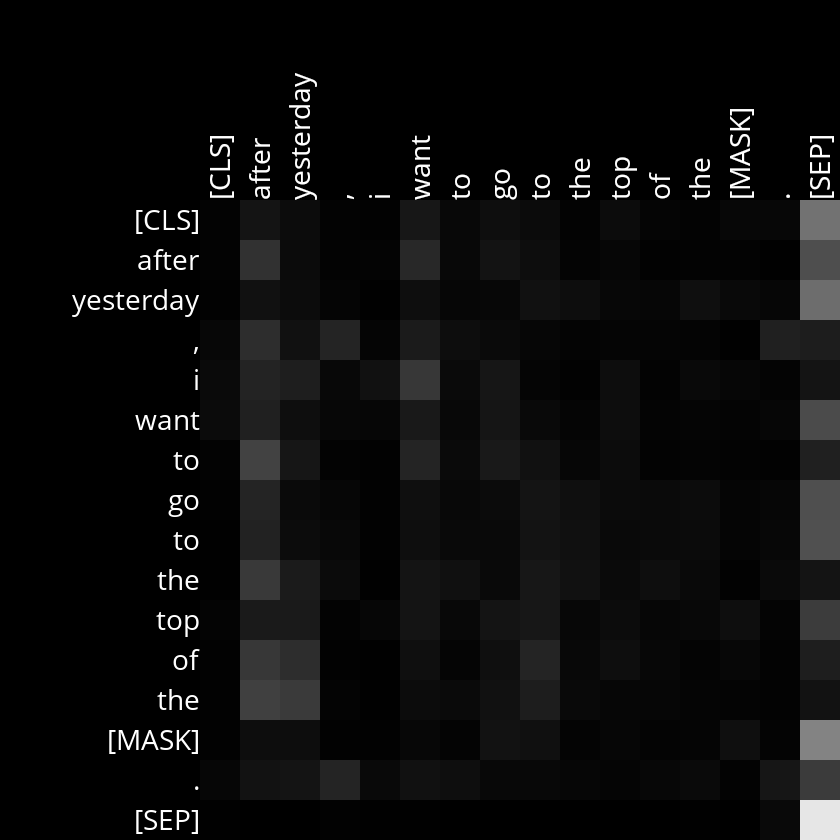 [CLS] after yesterday , i want to go to the top of the [MASK] . [SEP]
[CLS]
after
yesterday
,
i
want
to
go
to
the
top
of
the
[MASK]
.
[SEP]